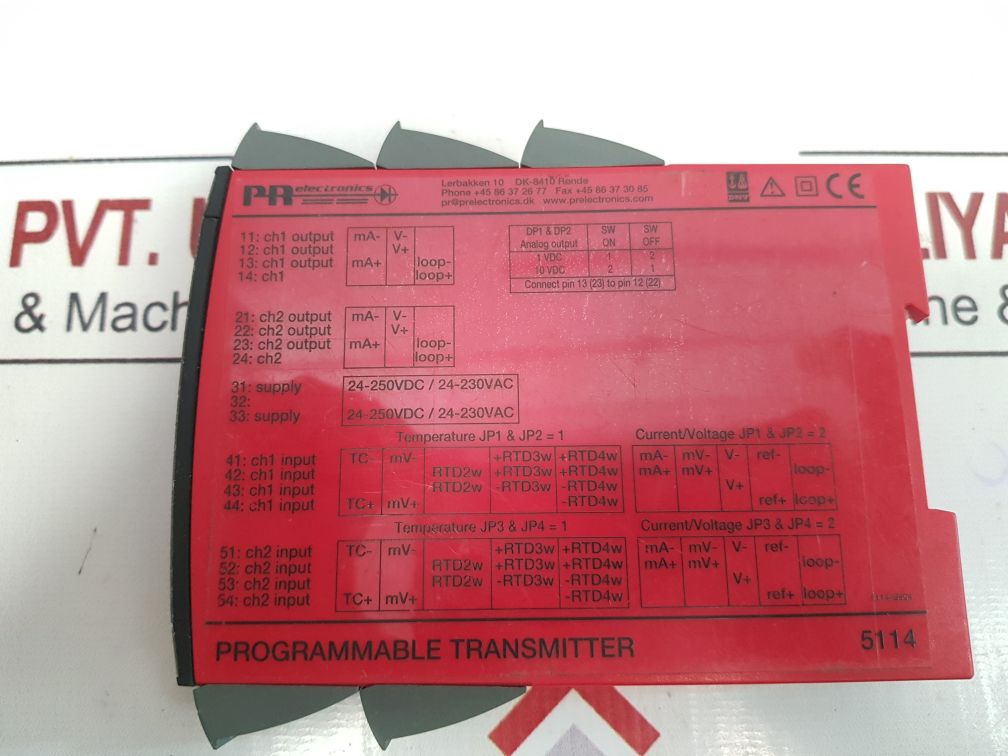 PR electronics
Lerbakken 10 DK-8410 Rønde
Phone +45 86 37 26 77 Fax +45 86 37 30 85
pr@prelectronics.dk www.prelectronics.com
CE
PVT.
& Mach
LIYA
ne &
11: ch1 output mA- V-
12: ch1 output V+
13: ch1 output mA+ loop-
14: ch1 loop+
DP1 & DP2 SW SW
Analog output ON OFF
1 VDC 1 2
10 VDC 2 1
Connect pin 13 (23) to pin 12 (22)
21: ch2 output mA- V-
22: ch2 output V+
23: ch2 output mA+ loop-
24: ch2 loop+
31: supply 24-250VDC / 24-230VAC
32:
33: supply 24-250VDC / 24-230VAC
Temperature JP1 & JP2 = 1 Current/Voltage JP1 & JP2 = 2
41: ch1 input TC- mV- +RTD3w +RTD4w mA- mV- V- ref-
42: ch1 input RTD2w +RTD3w +RTD4w mA+ mV+ loop-
43: ch1 input RTD2w -RTD3w -RTD4w V+
44: ch1 input TC+ mV+ -RTD4w ref+ loop+
Temperature JP3 & JP4 = 1 Current/Voltage JP3 & JP4 = 2
51: ch2 input TC- mV- +RTD3w +RTD4w mA- mV- V- ref-
52: ch2 input RTD2w +RTD3w +RTD4w mA+ mV+ loop-
53: ch2 input RTD2w -RTD3w -RTD4w V+
54: ch2 input TC+ mV+ -RTD4w ref+ loop+
PROGRAMMABLE TRANSMITTER 5114